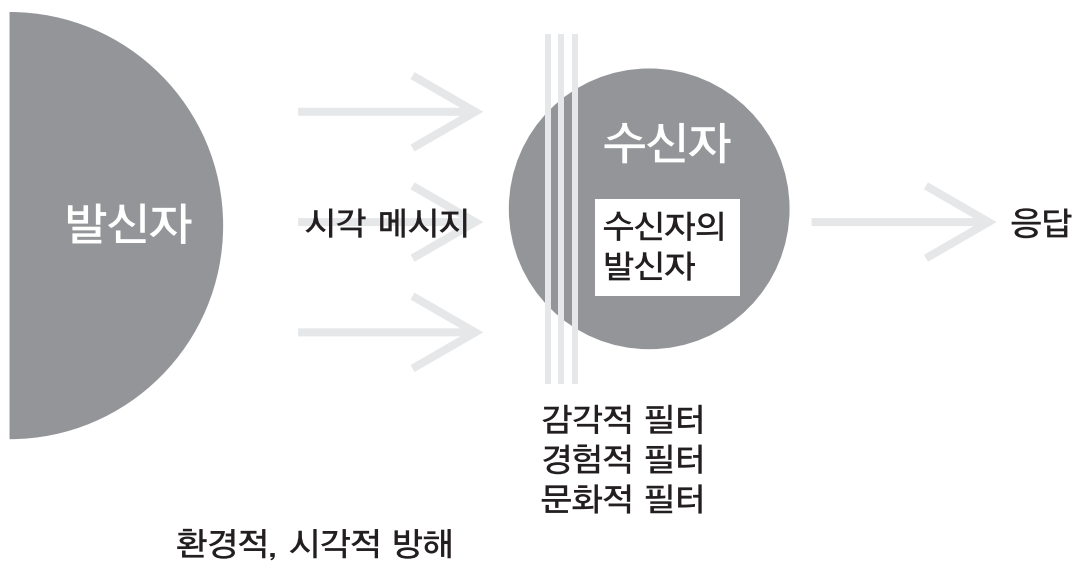 발신자
시각 메시지
수신자
수신자의
발신자
응답
감각적 필터
경험적 필터
문화적 필터
환경적, 시각적 방해